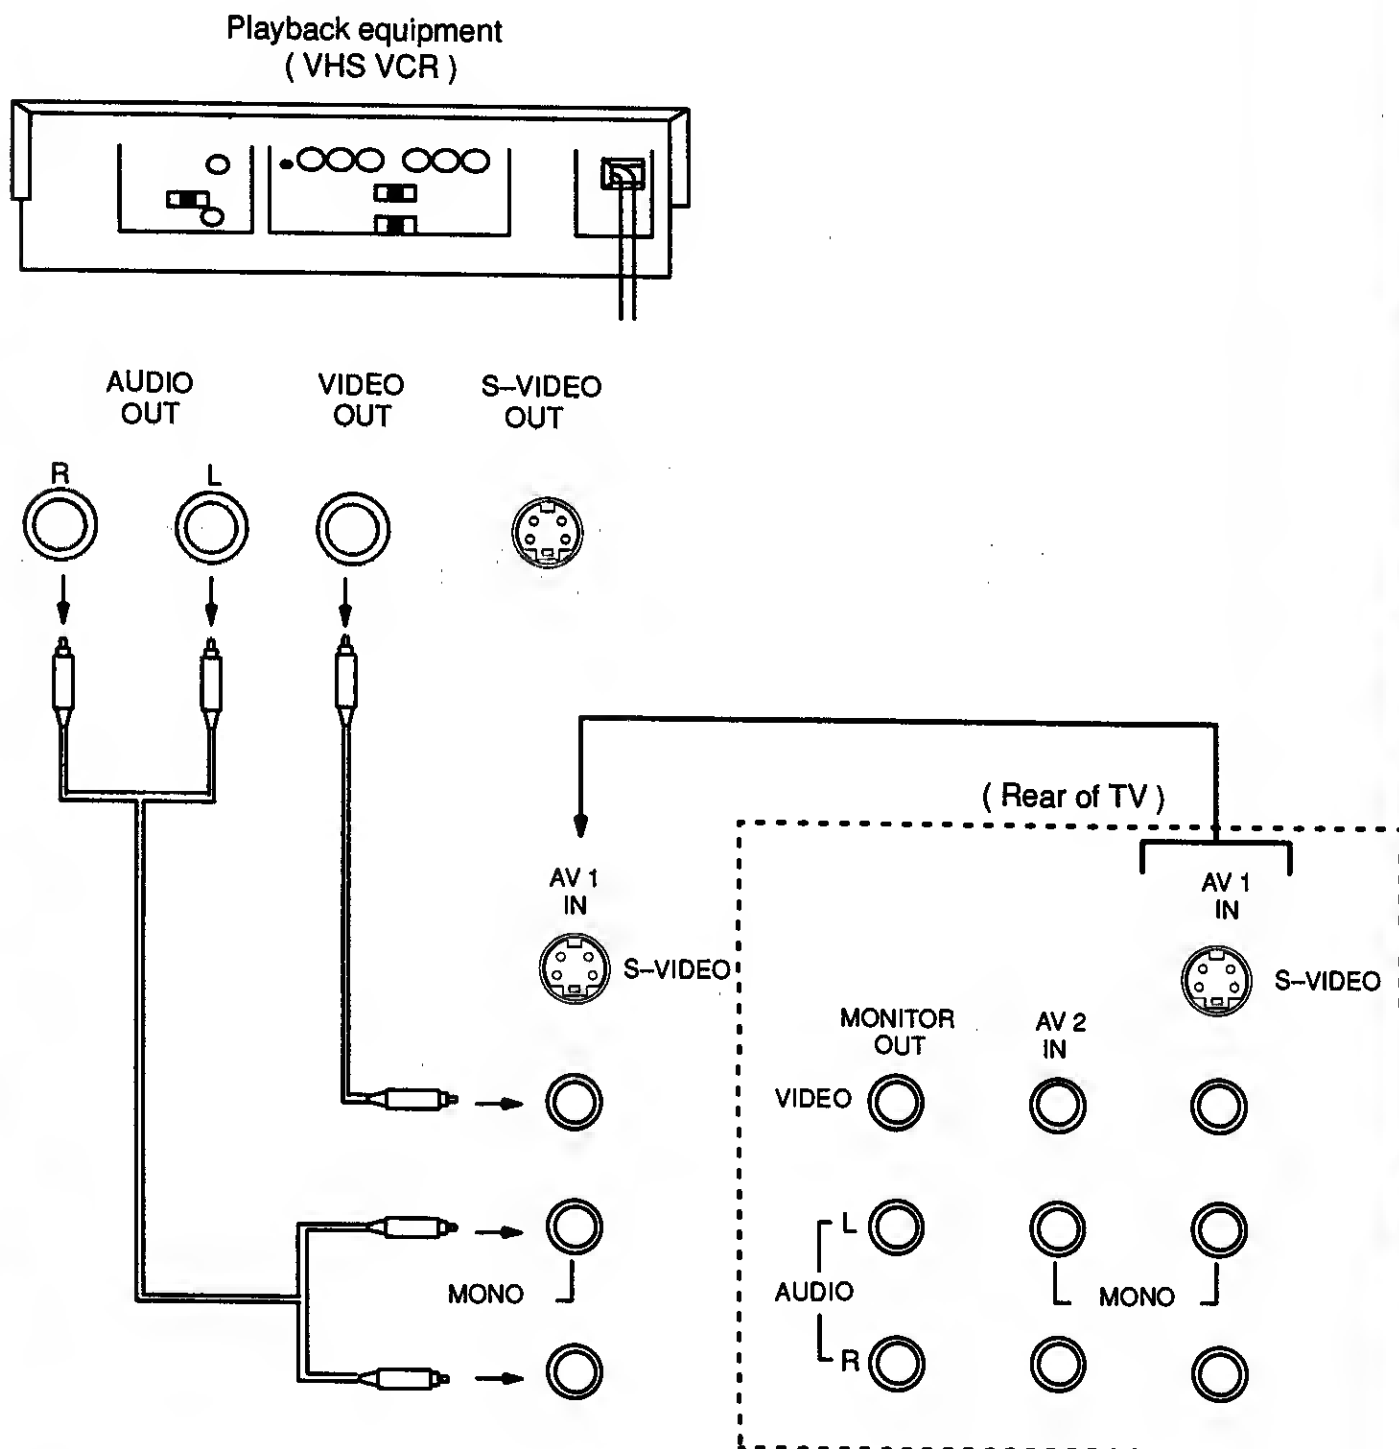 Playback equipment
( VHS VCR )
AUDIO
OUT
VIDEO
OUT
S–VIDEO
OUT
R
L
( Rear of TV )
AV 1
IN
S–VIDEO
AV 1
IN
S–VIDEO
MONITOR
OUT
AV 2
IN
VIDEO
L
AUDIO
R
MONO
MONO